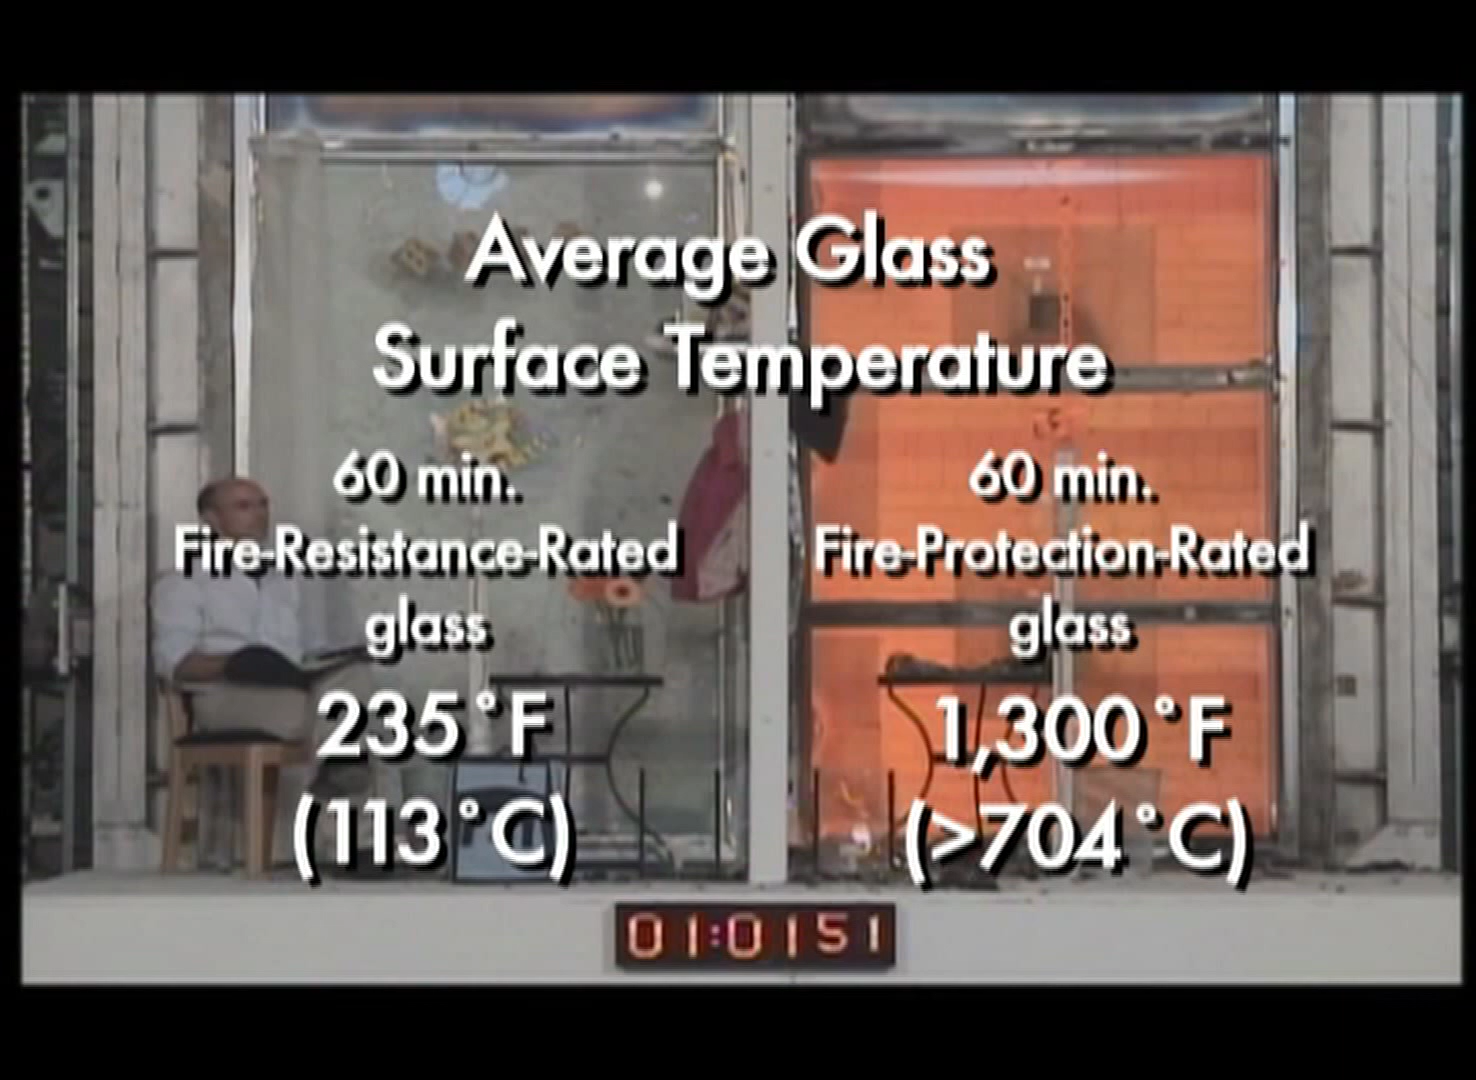 Average Glass
Surface Temperature
60 min.
Fire-Resistance-Rated
glass
235°F
(113°C)
60 min.
Fire-Protection-Rated
glass
1,300°F
(>704°C)
01:0151